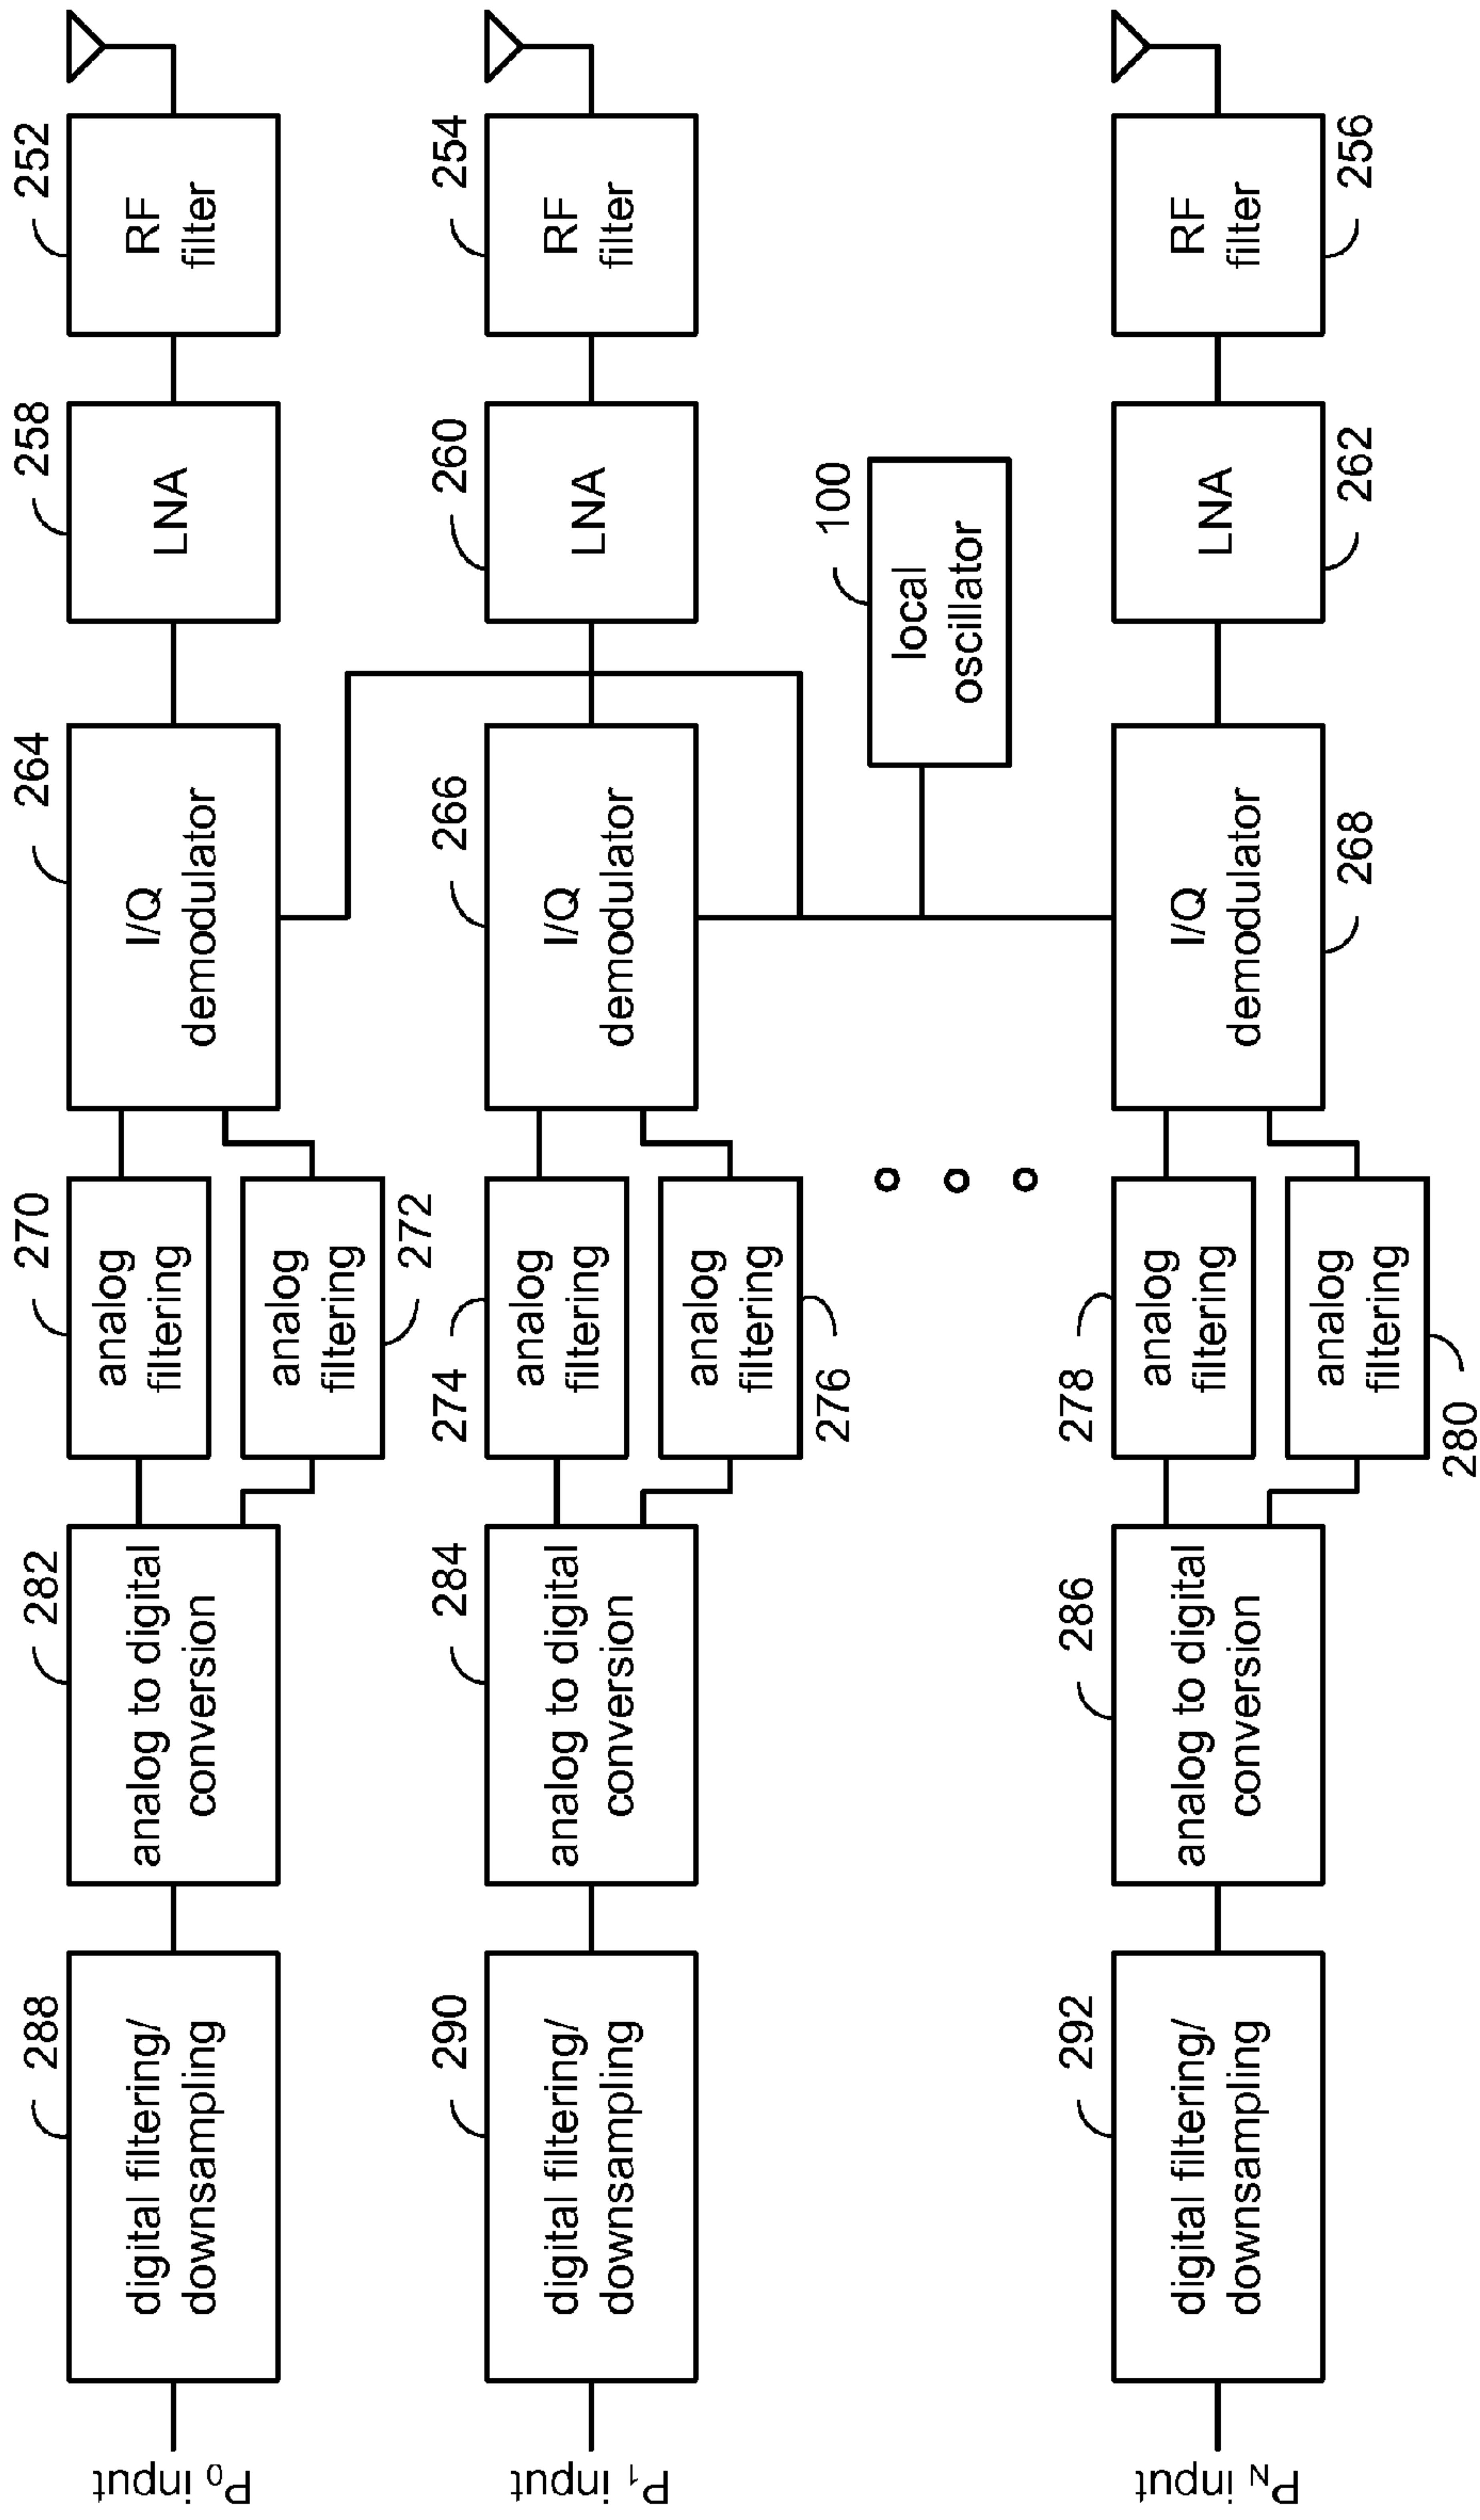 252
RF
filter
258
LNA
264
I/Q
demodulator
270
analog
filtering
analog
filtering
272
282
analog to digital
conversion
288
digital filtering/
downsampling
P0 input
254
RF
filter
260
LNA
266
I/Q
demodulator
274
analog
filtering
analog
filtering
276
284
analog to digital
conversion
290
digital filtering/
downsampling
P1 input
100
local
oscillator
RF
filter
256
LNA
262
I/Q
demodulator
268
278
analog
filtering
analog
filtering
280
286
analog to digital
conversion
292
digital filtering/
downsampling
PN input